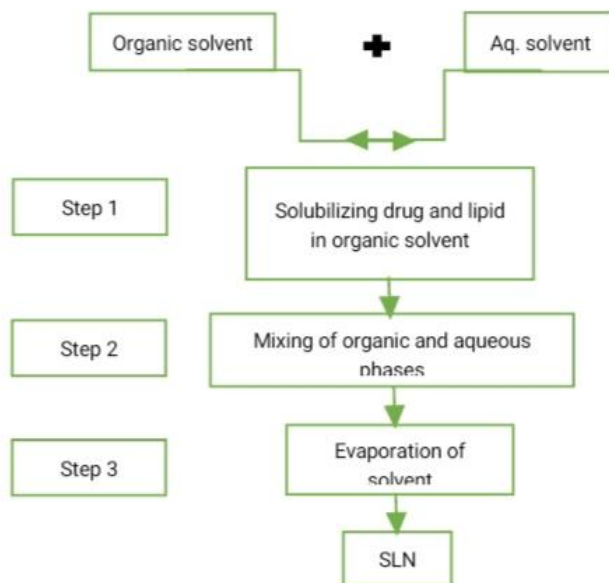 Organic solvent
Aq. solvent
Step 1
Solubilizing drug and lipid
in organic solvent
Step 2
Mixing of organic and aqueous
phases
Step 3
Evaporation of
solvent
SLN